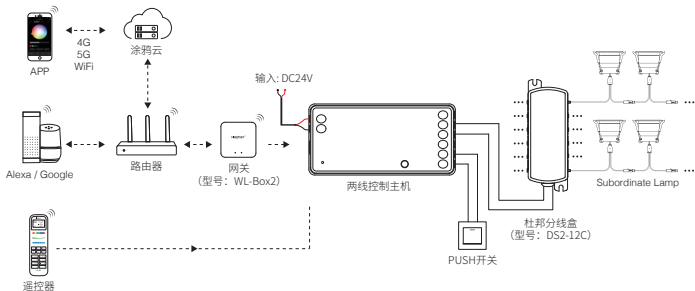 4G
5G
WiFi
APP
涂鸦云
输入: DC24V
Alexa / Google
路由器
网关
（型号：WL-Box2）
两线控制主机
Subordinate Lamp
杜邦分线盒
（型号：DS2-12C）
PUSH开关
遥控器